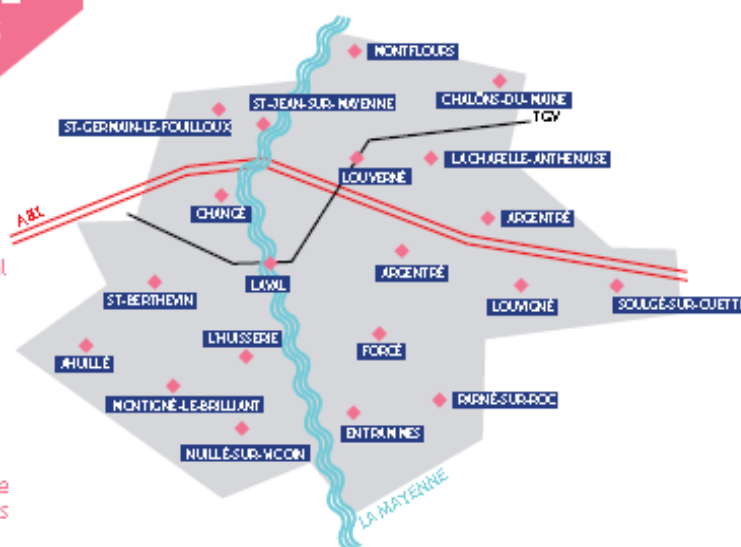 MONTFLOURS
CHALÔNS-DU-MAINE
ST-JEAN-SUR-MAYENNE
TGV
ST-GERMAIN-LE-FOUILLOUX
LOUVERNÉ
LA CHAPELLE-ANTHENAISE
CHANGÉ
ARGENTRÉ
A81
ARGENTRÉ
LAVAL
ST-BERTHEVIN
LOUVIGNÉ
SOULGÉ-SUR-OUETTE
L'HUISSERIE
FORCÉ
AHUILLÉ
MONTIGNÉ-LE-BRILLIANT
PARNÉ-SUR-ROC
ENTRAMMES
NUILLÉ-SUR-VICOIN
LA MAYENNE